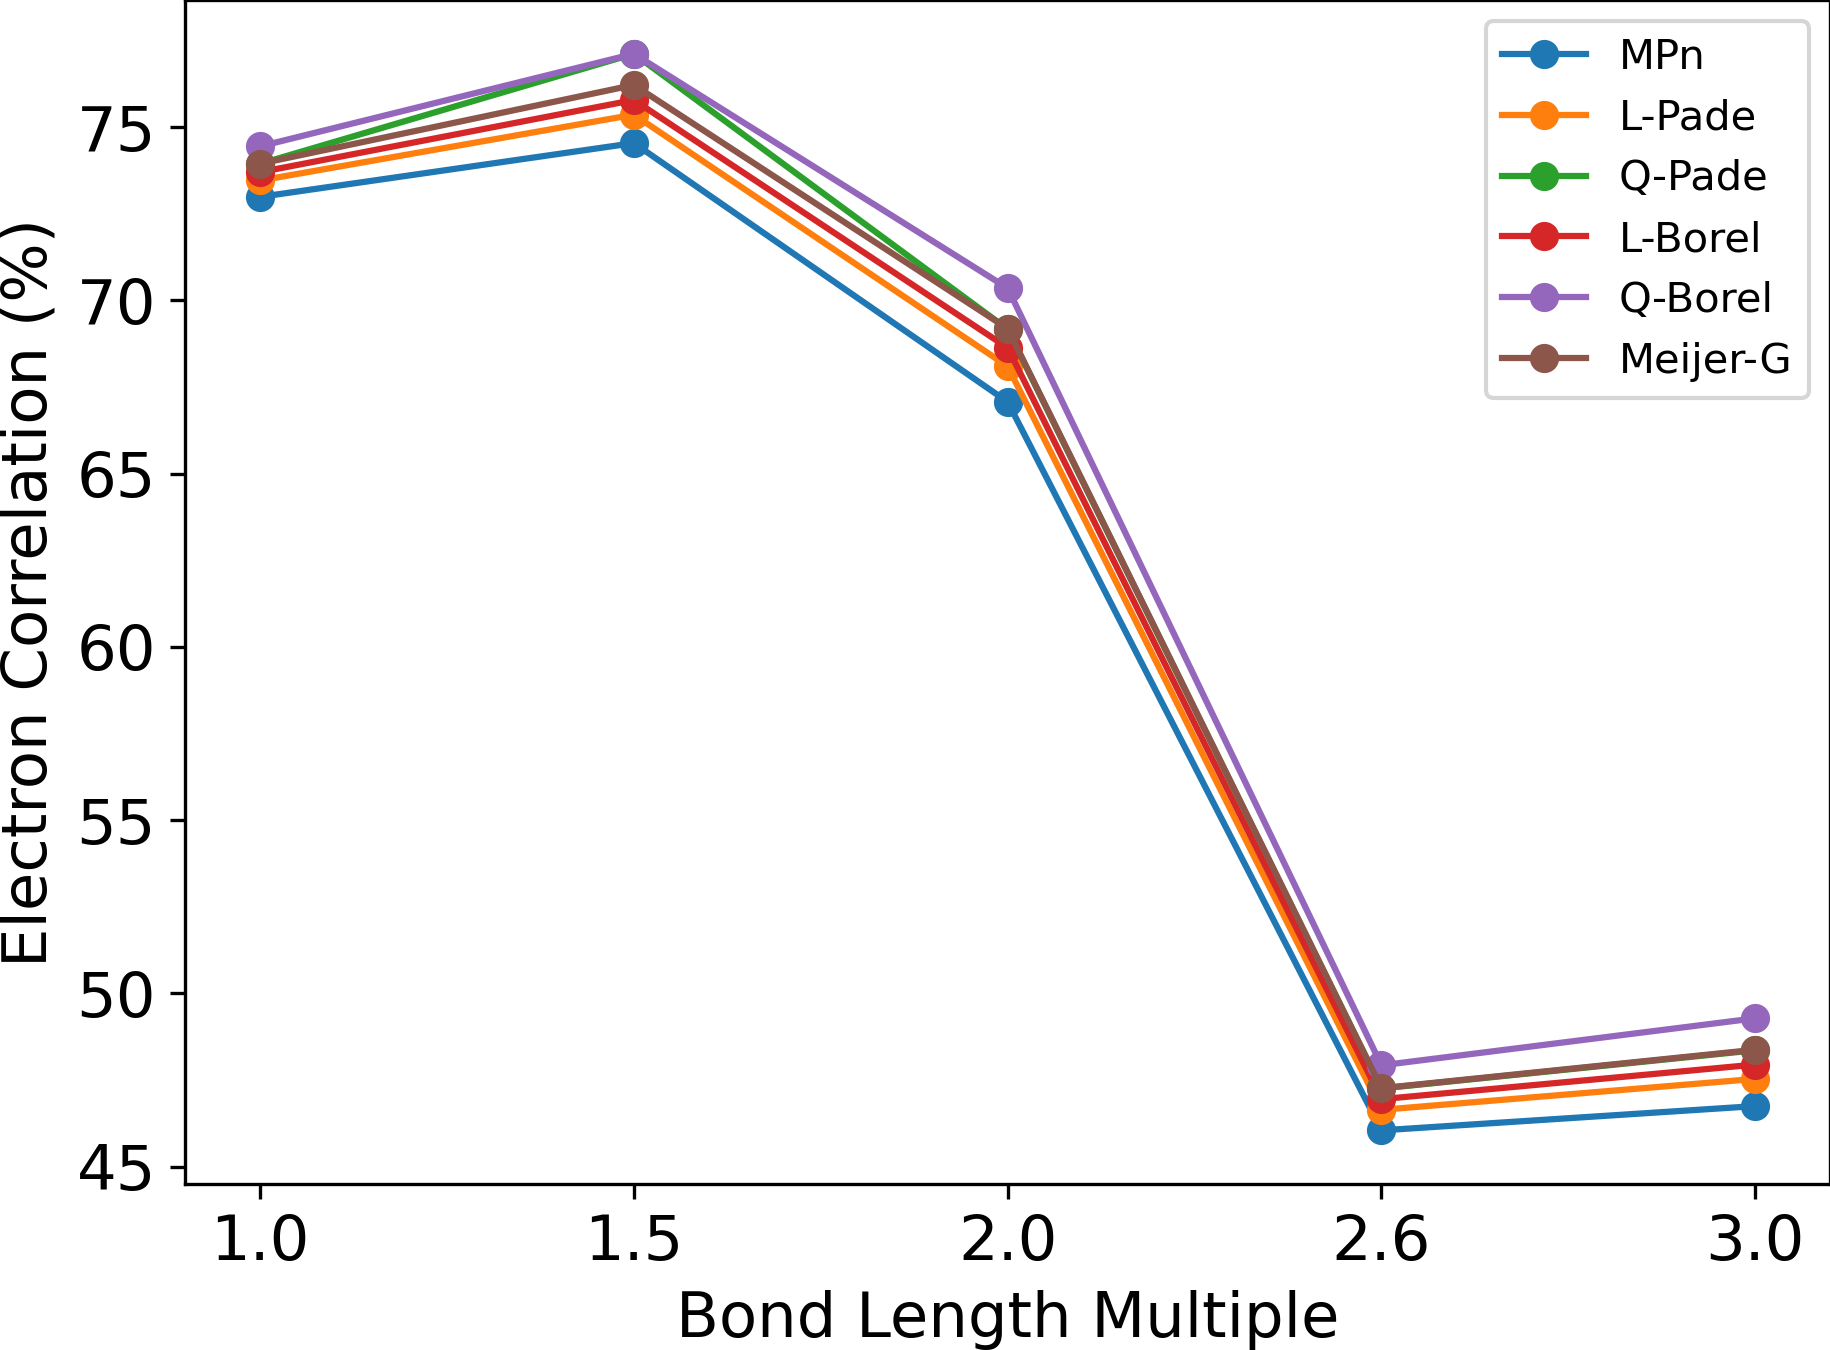 Electron Correlation (%)
75
70
65
60
55
50
45
1.0 1.5 2.0 2.6 3.0
Bond Length Multiple
MPn
L-Pade
Q-Pade
L-Borel
Q-Borel
Meijer-G